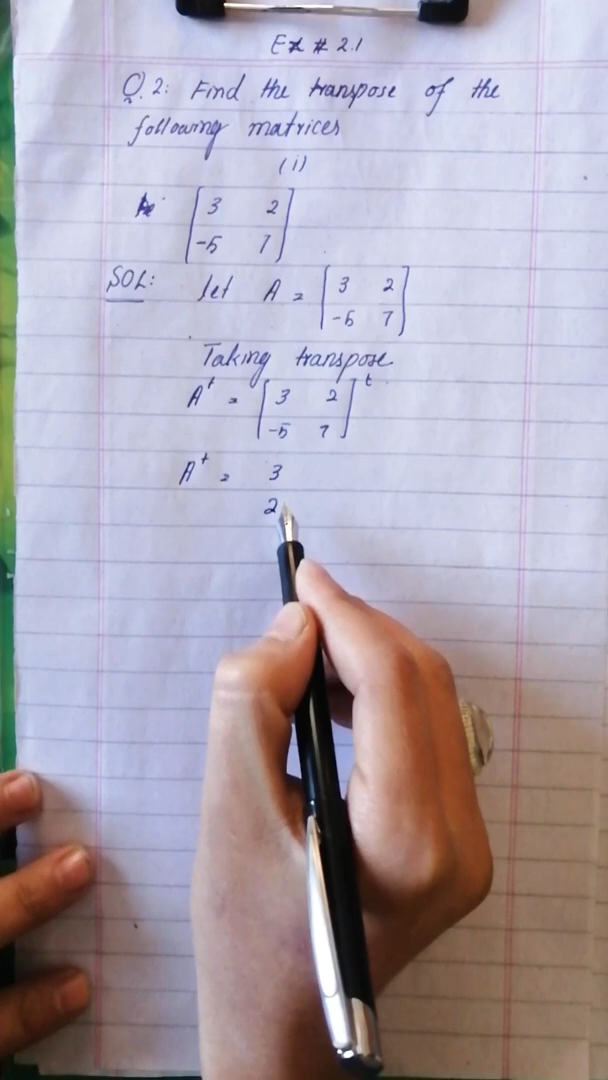 Ex # 2.1
Q.2: Find the transpose of the
following matrices
(i)
[3 2
-5 7]
SOL: let A = [3 2
-5 7]
Taking transpose
A^t = [3 2
-5 7]^t
A^t = 3
2